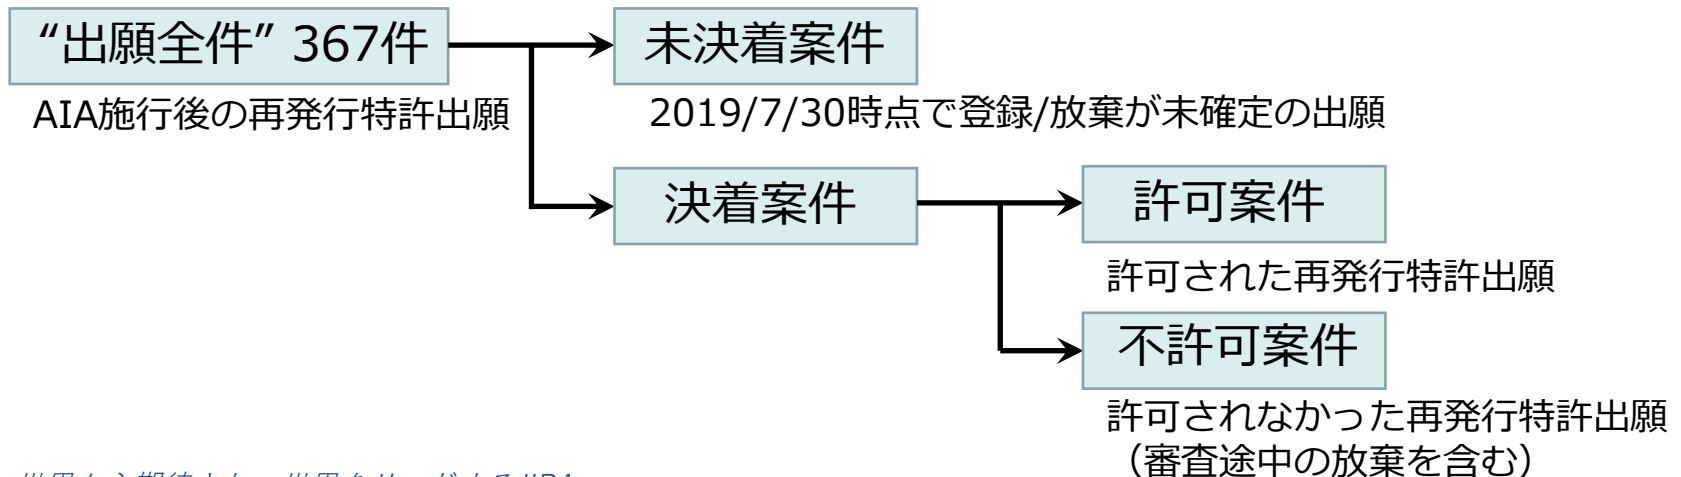 “出願全件” 367件
AIA施行後の再発行特許出願
未決着案件
2019/7/30時点で登録/放棄が未確定の出願
決着案件
許可案件
許可された再発行特許出願
不許可案件
許可されなかった再発行特許出願
（審査途中の放棄を含む）